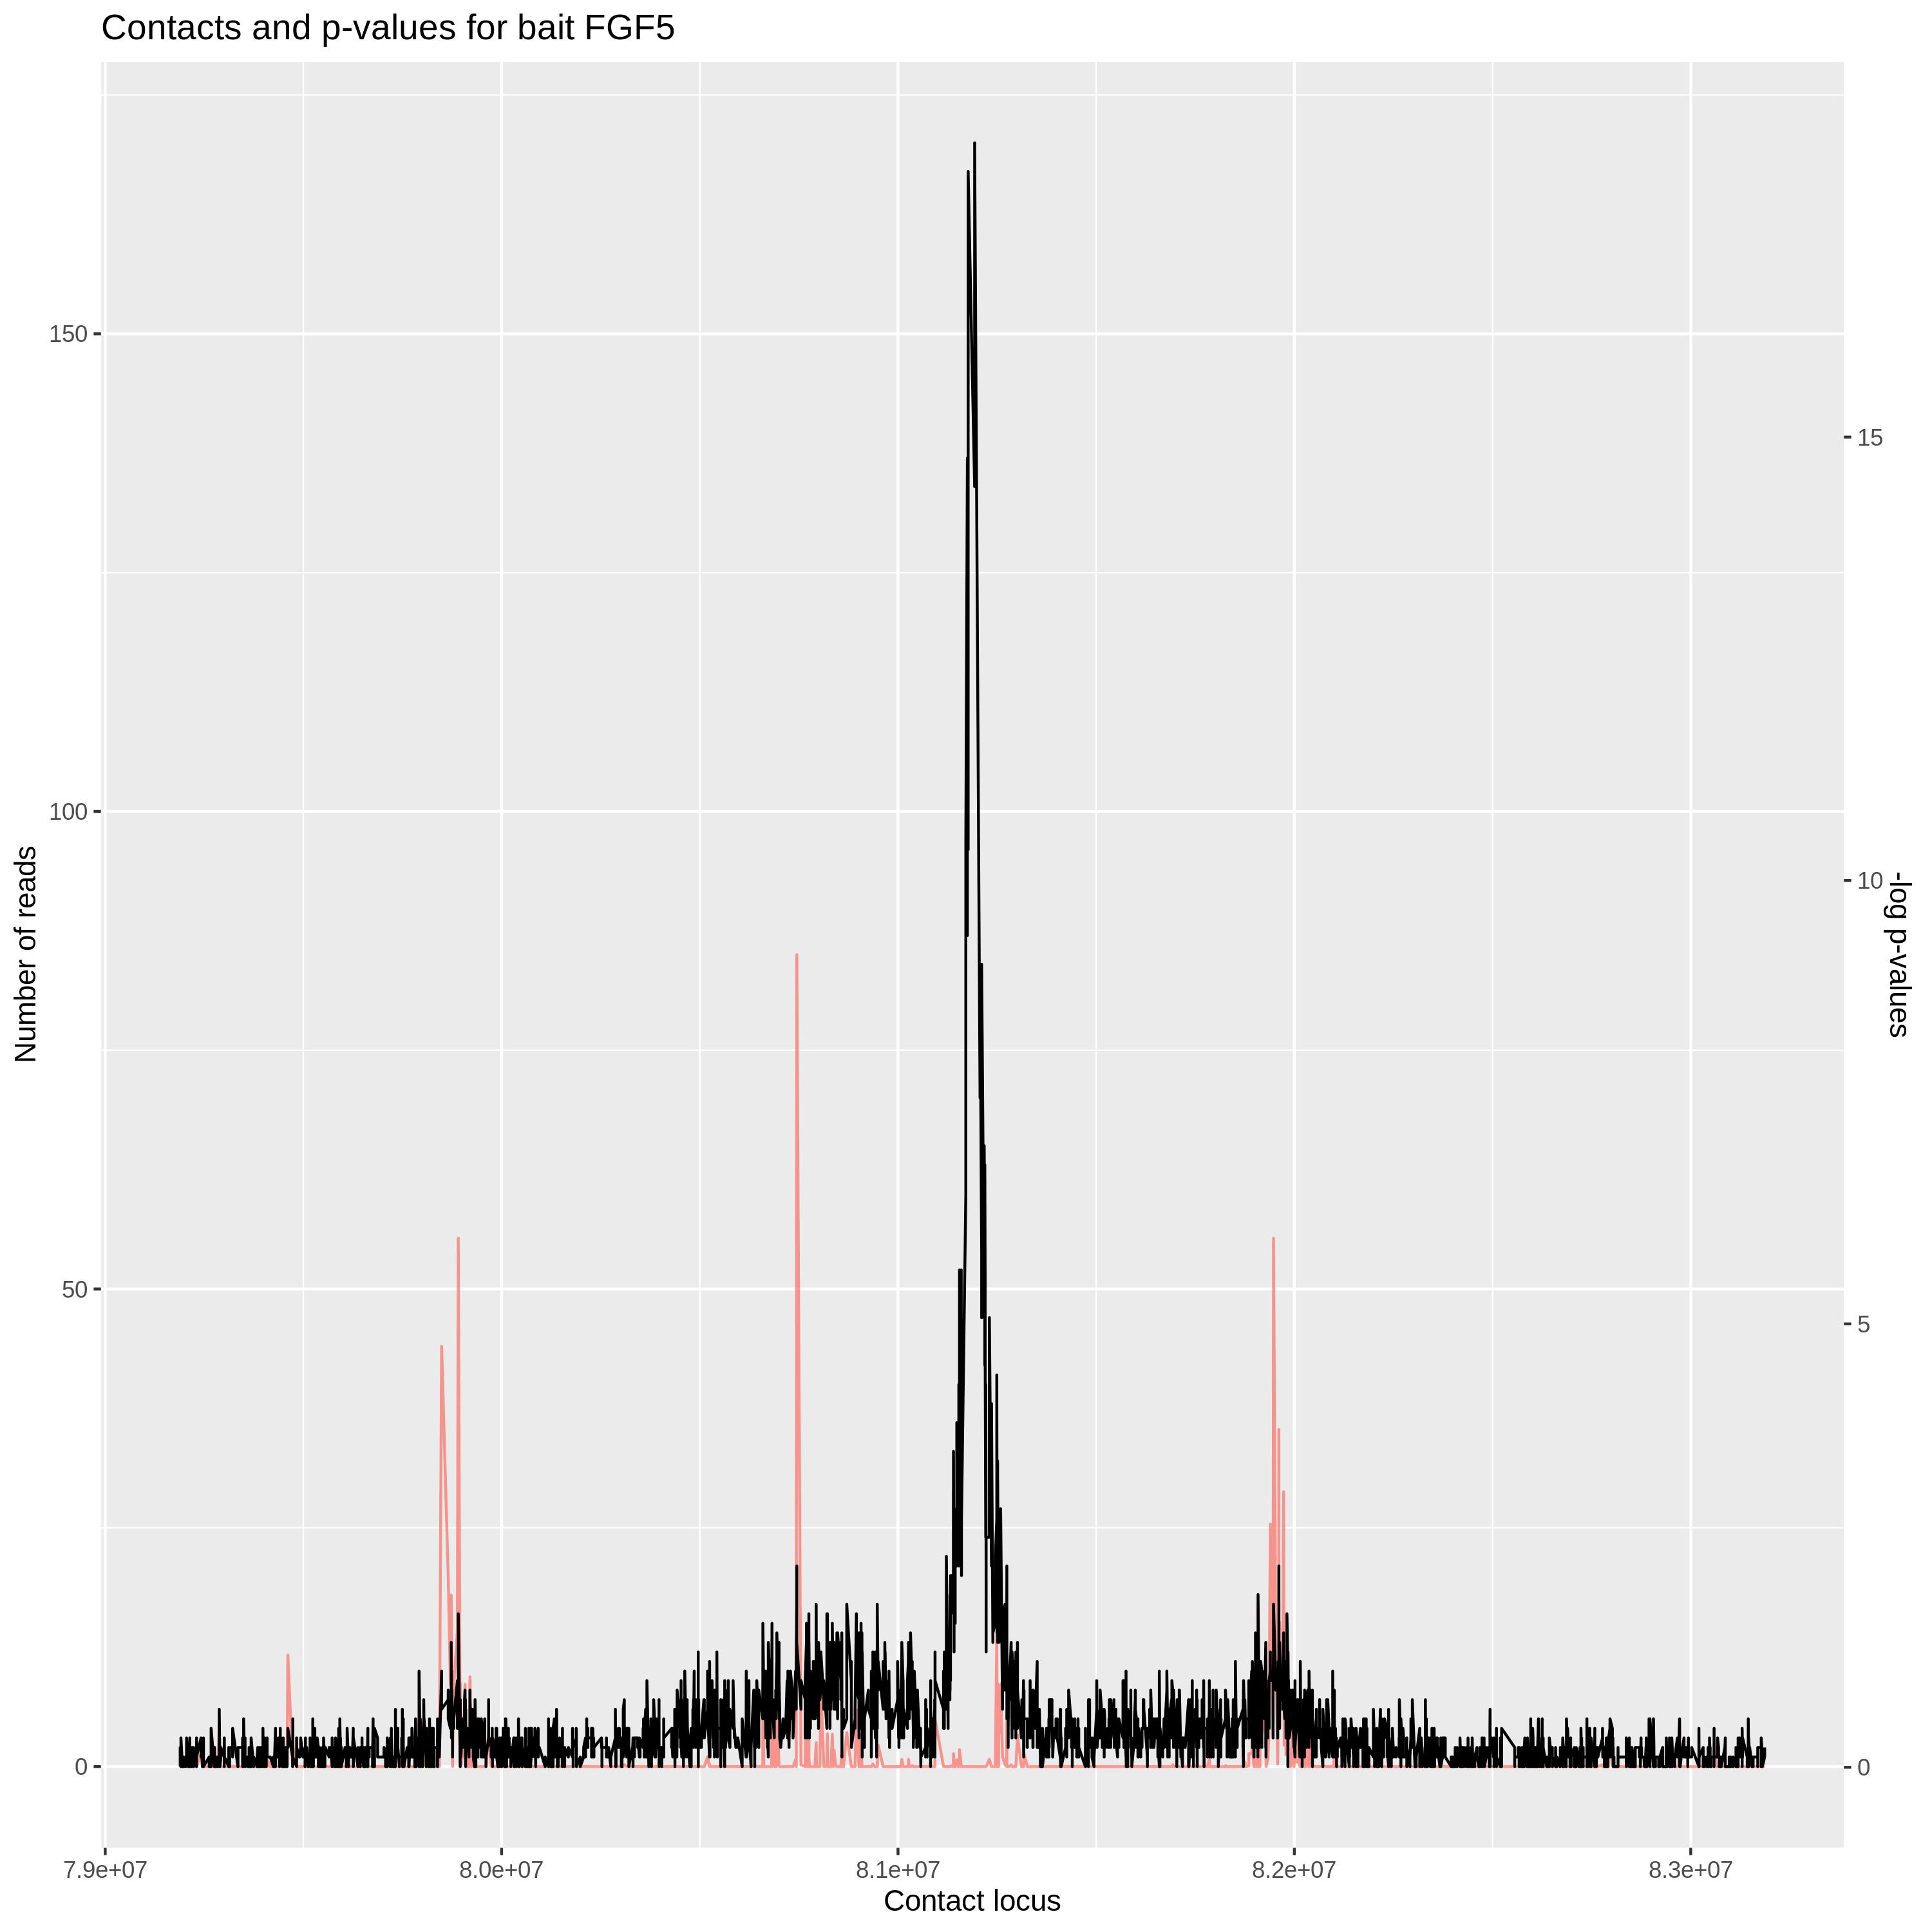 Contacts and p-values for bait FGF5
Number of reads
150
100
50
0
15
10
5
0
-log p-values
7.9e+07 8.0e+07 8.1e+07 8.2e+07 8.3e+07
Contact locus